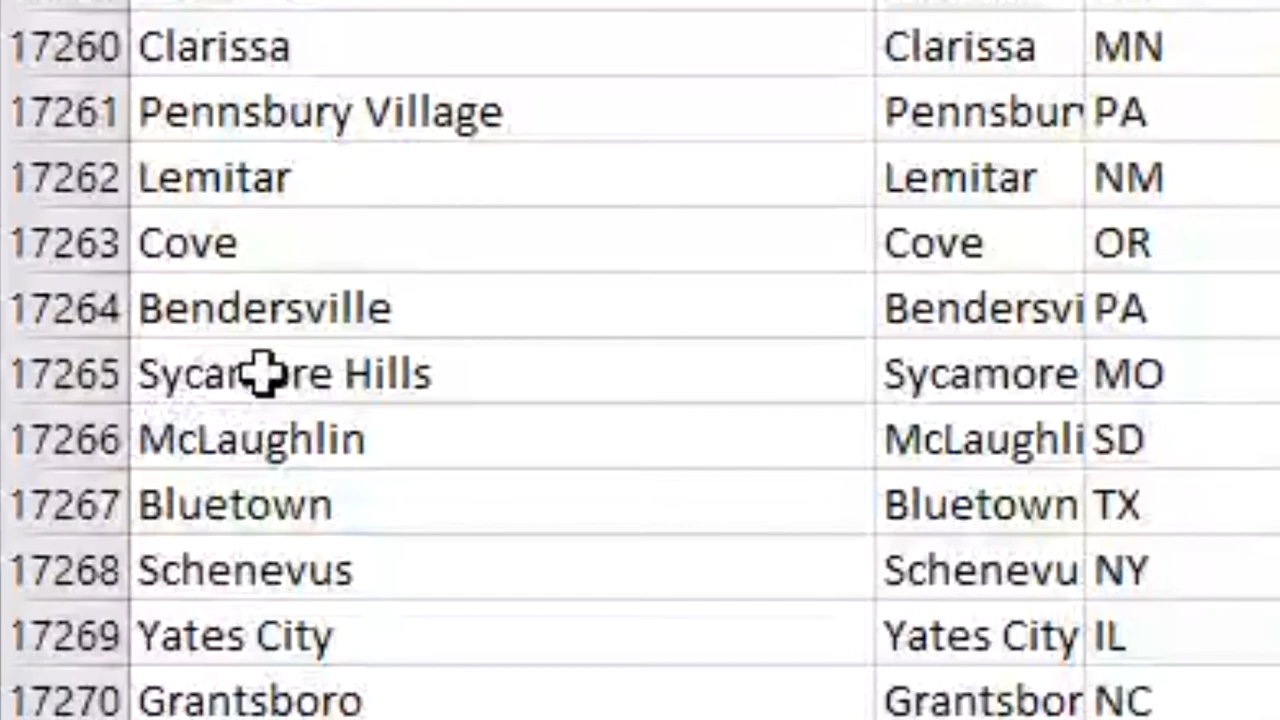 17260 Clarissa Clarissa MN
17261 Pennsbury Village Pennsbury PA
17262 Lemitar Lemitar NM
17263 Cove Cove OR
17264 Bendersville Bendersvi PA
17265 Sycamore Hills Sycamore MO
17266 McLaughlin McLaughli SD
17267 Bluetown Bluetown TX
17268 Schenevus Schenevu NY
17269 Yates City Yates City IL
17270 Grantsboro Grantsbor NC